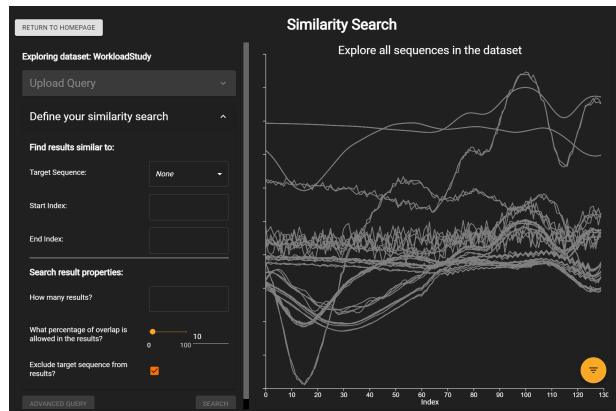 RETURN TO HOMEPAGE
Similarity Search
Exploring dataset: WorkloadStudy
Explore all sequences in the dataset
Upload Query
Define your similarity
search
Find results similar to:
Target Sequence:
None
Start Index:
End Index:
Search result properties:
How many results?
What percentage of overlap is
allowed in the results?
10
0 100
Exclude target sequence from
results?
ADVANCED QUERY
SEARCH
0 10 20 30 40 50 60 70 80 90 100 110 120 130
Index